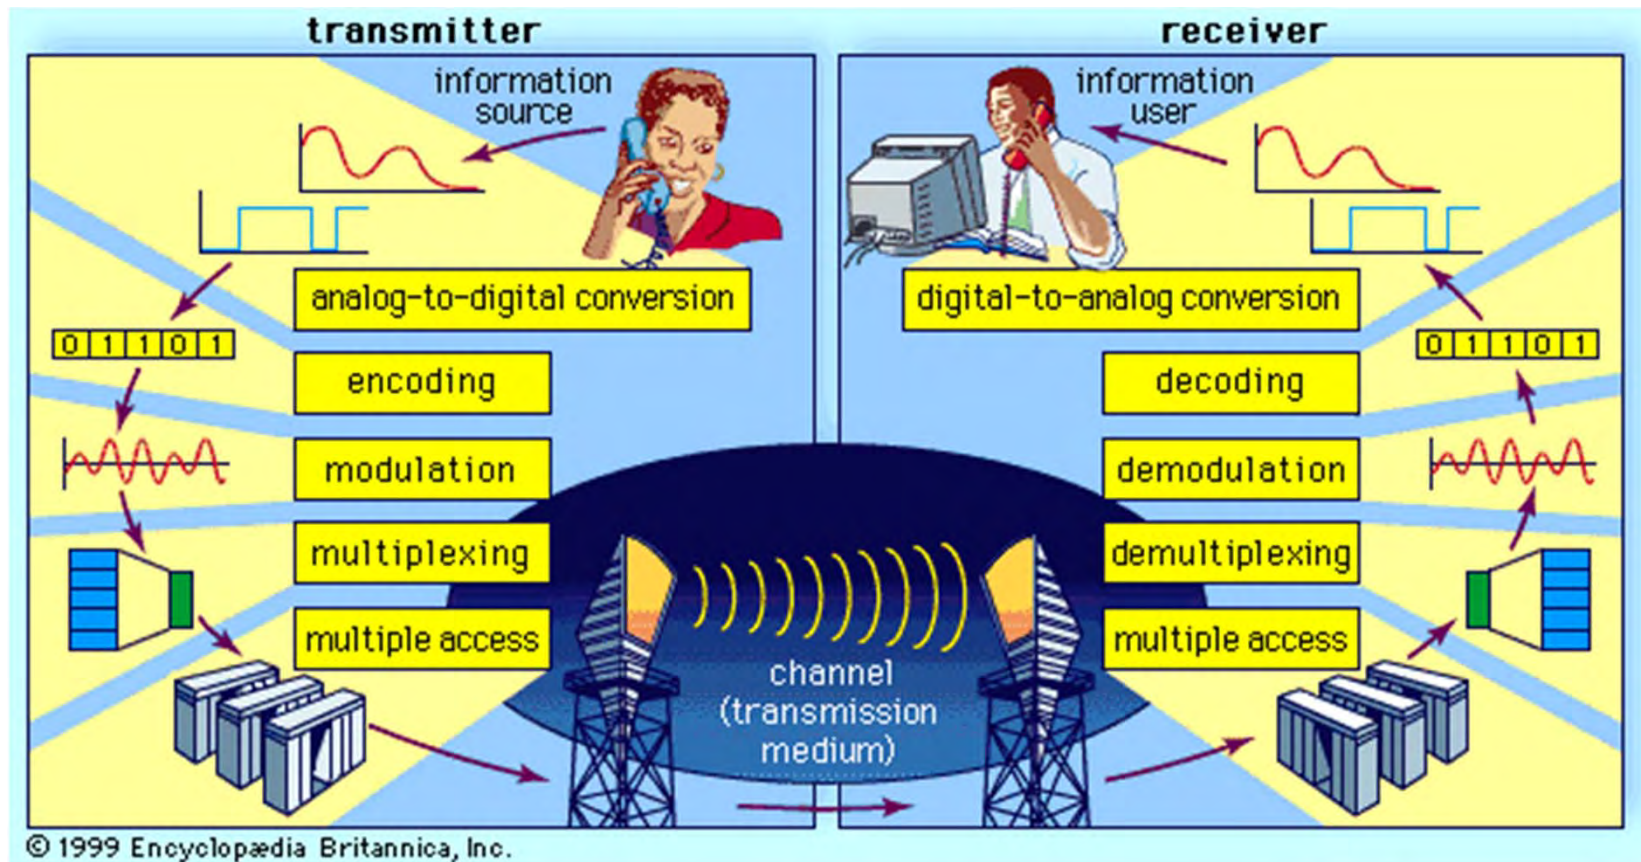 transmitter
information
source
analog-to-digital conversion
0 1 1 0 1
encoding
modulation
multiplexing
multiple access
channel
(transmission
medium)
receiver
information
user
digital-to-analog conversion
0 1 1 0 1
decoding
demodulation
demultiplexing
multiple access
© 1999 Encyclopædia Britannica, Inc.